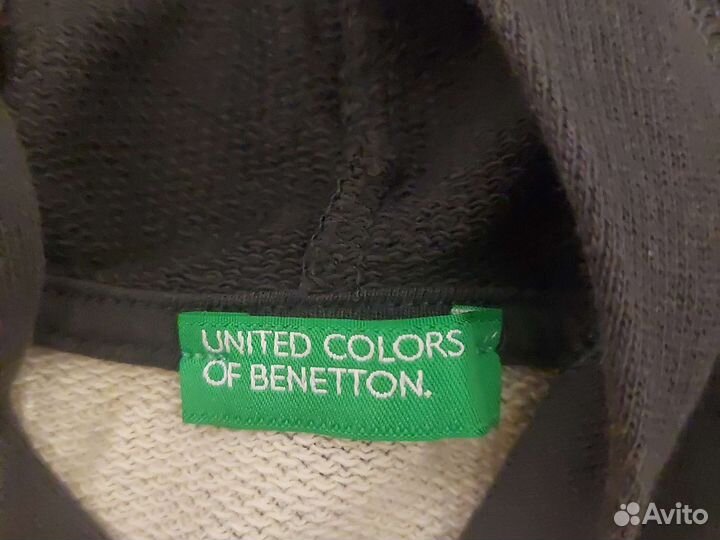 UNITED COLORS
OF BENETTON.
Avito